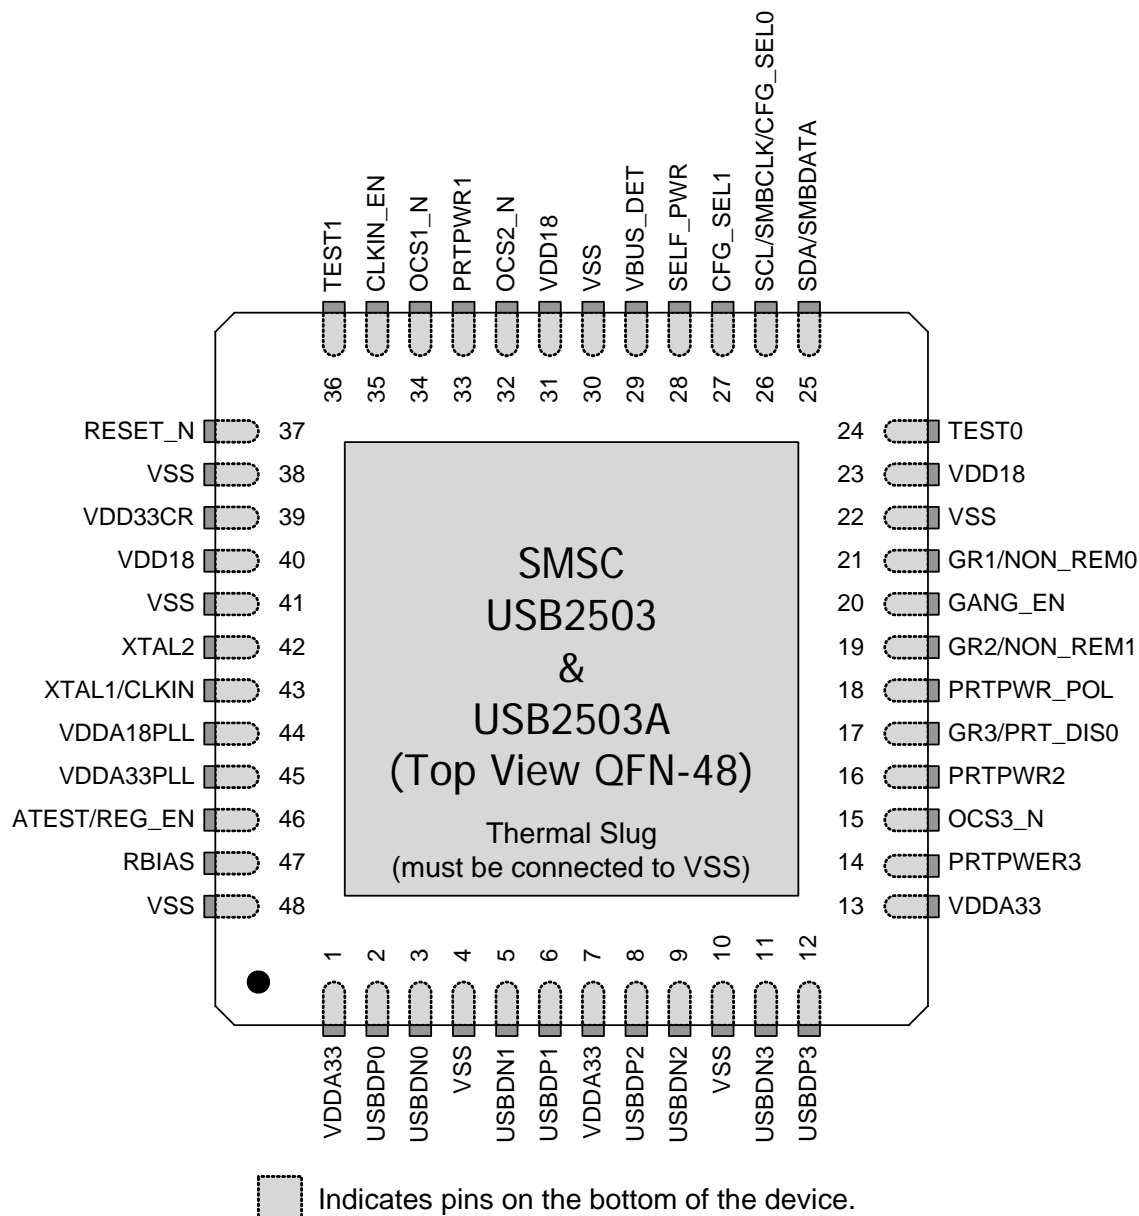 TEST1
CLKIN_EN
OCS1_N
PRTPWR1
OCS2_N
VDD18
VSS
VBUS_DET
SELF_PWR
CFG_SEL1
SCL/SMBCLK/CFG_SEL0
SDA/SMBDATA
36
35
34
33
32
31
30
29
28
27
26
25
RESET_N 37
VSS 38
VDD33CR 39
VDD18 40
VSS 41
XTAL2 42
XTAL1/CLKIN 43
VDDA18PLL 44
VDDA33PLL 45
ATEST/REG_EN 46
RBIAS 47
VSS 48
SMSC
USB2503
&
USB2503A
(Top View QFN-48)
Thermal Slug
(must be connected to VSS)
24 TEST0
23 VDD18
22 VSS
21 GR1/NON_REM0
20 GANG_EN
19 GR2/NON_REM1
18 PRTPWR_POL
17 GR3/PRT_DIS0
16 PRTPWR2
15 OCS3_N
14 PRTPWER3
13 VDDA33
1
2
3
4
5
6
7
8
9
10
11
12
VDDA33
USBDP0
USBDN0
VSS
USBDN1
USBDP1
VDDA33
USBDP2
USBDN2
VSS
USBDN3
USBDP3
Indicates pins on the bottom of the device.